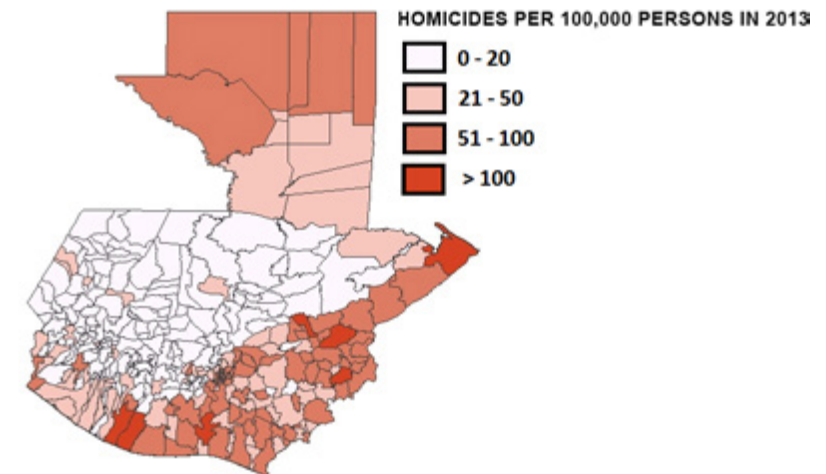 HOMICIDES PER 100,000 PERSONS IN 2013
0 - 20
21 - 50
51 - 100
> 100